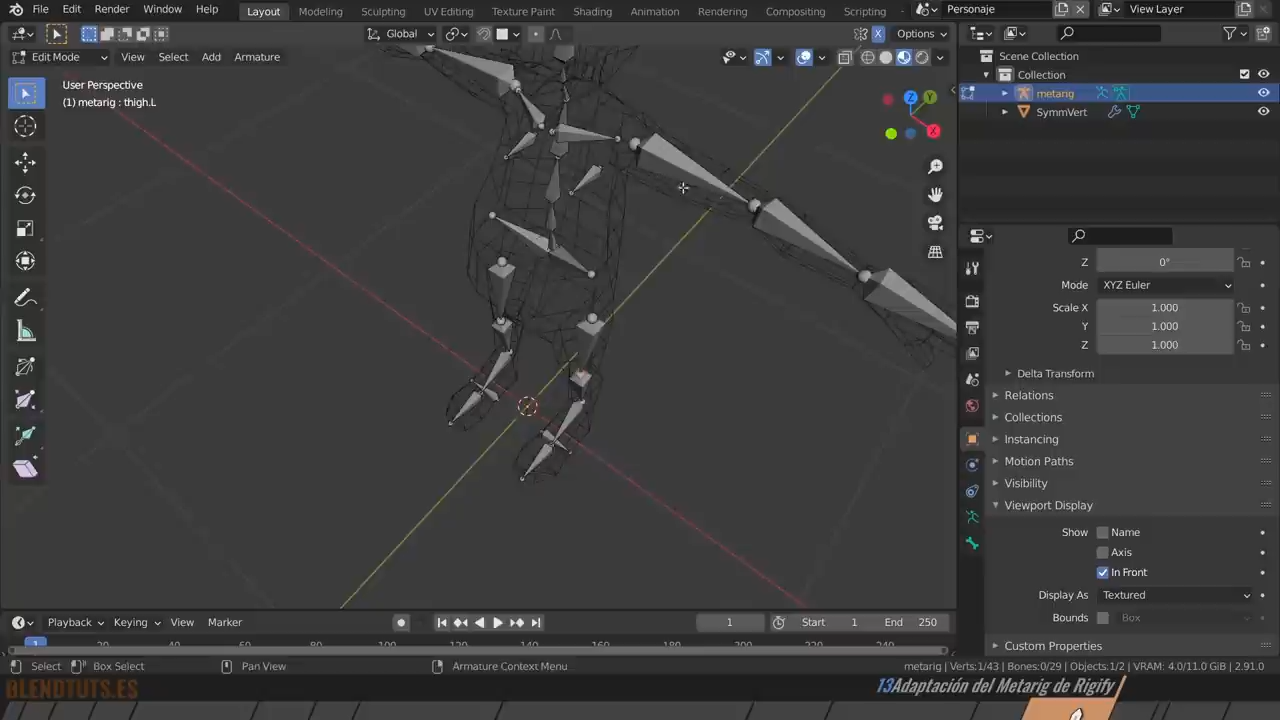 File Edit Render Window Help Layout Modeling Sculpting UV Editing Texture Paint Shading Animation Rendering Compositing Scripting Personaje View Layer
Global Options
Edit Mode View Select Add Armature
User Perspective
(1) metarig : thigh.L
Z Y X
Scene Collection
Collection
metarig
SymmVert
Z 0°
Mode XYZ Euler
Scale X 1.000
Y 1.000
Z 1.000
Delta Transform
Relations
Collections
Instancing
Motion Paths
Visibility
Viewport Display
Show Name
Axis
In Front
Display As Textured
Bounds Box
Custom Properties
Playback Keying View Marker 1 Start 1 End 250
1
Select Box Select Pan View Armature Context Menu metarig | Verts:1/43 | Bones:0/29 | Objects:1/2 | VRAM: 4.0/11.0 GiB | 2.91.0
BLENDTUTS.ES
13Adaptación del Metarig de Rigify